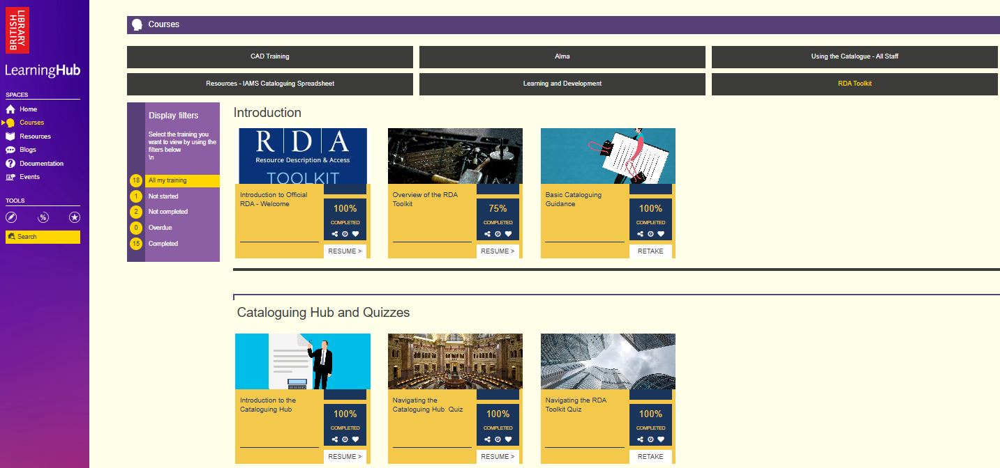 BRITISH
LIBRARY
LearningHub
SPACES
Home
Courses
Resources
Blogs
Documentation
Events
TOOLS
%
Search
Courses
CAD Training
Alma
Using the Catalogue - All Staff
Resources - IAMS Cataloguing Spreadsheet
Learning and Development
RDA Toolkit
Display filters
Select the training you
want to view by using the
filters below
\n
18 All my training
1 Not started
2 Not completed
0 Overdue
15 Completed
Introduction
R D A
Resource Description & Access
TOOLKIT
Introduction to Official
RDA - Welcome
100%
COMPLETED
RESUME >
Overview of the RDA
Toolkit
75%
COMPLETED
RESUME >
Basic Cataloguing
Guidance
100%
COMPLETED
RETAKE
Cataloguing Hub and Quizzes
Introduction to the
Cataloguing Hub
100%
COMPLETED
RESUME >
Navigating the
Cataloguing Hub Quiz
100%
COMPLETED
RESUME >
Navigating the RDA
Toolkit Quiz
100%
COMPLETED
RETAKE